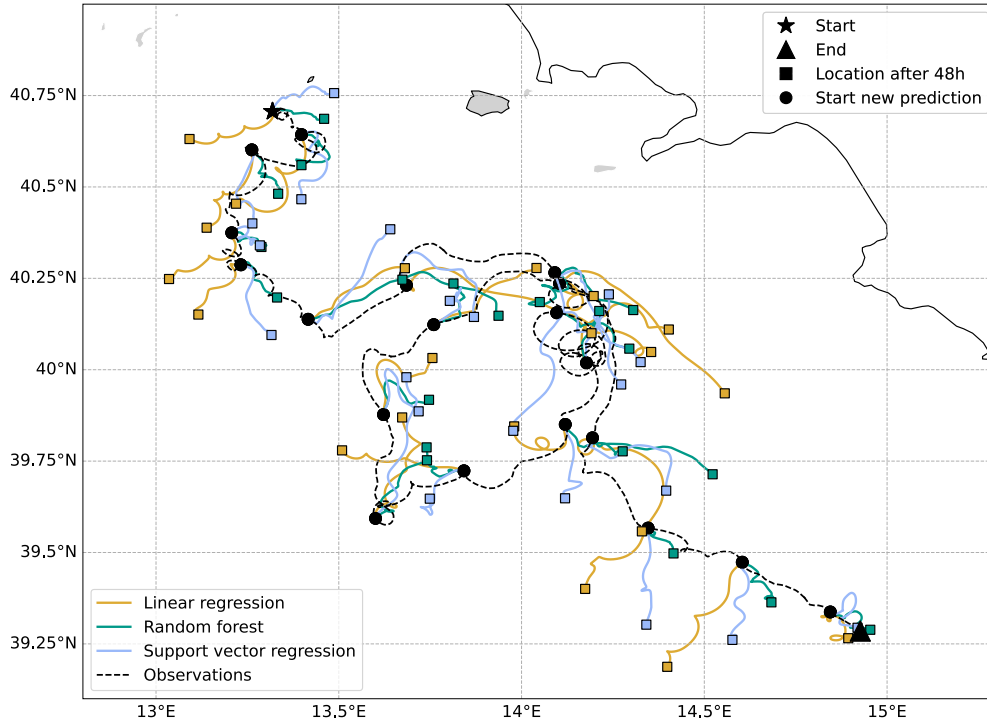 Start
End
Location after 48h
Start new prediction
40.75°N
40.5°N
40.25°N
40°N
39.75°N
39.5°N
39.25°N
Linear regression
Random forest
Support vector regression
Observations
13°E
13.5°E
14°E
14.5°E
15°E